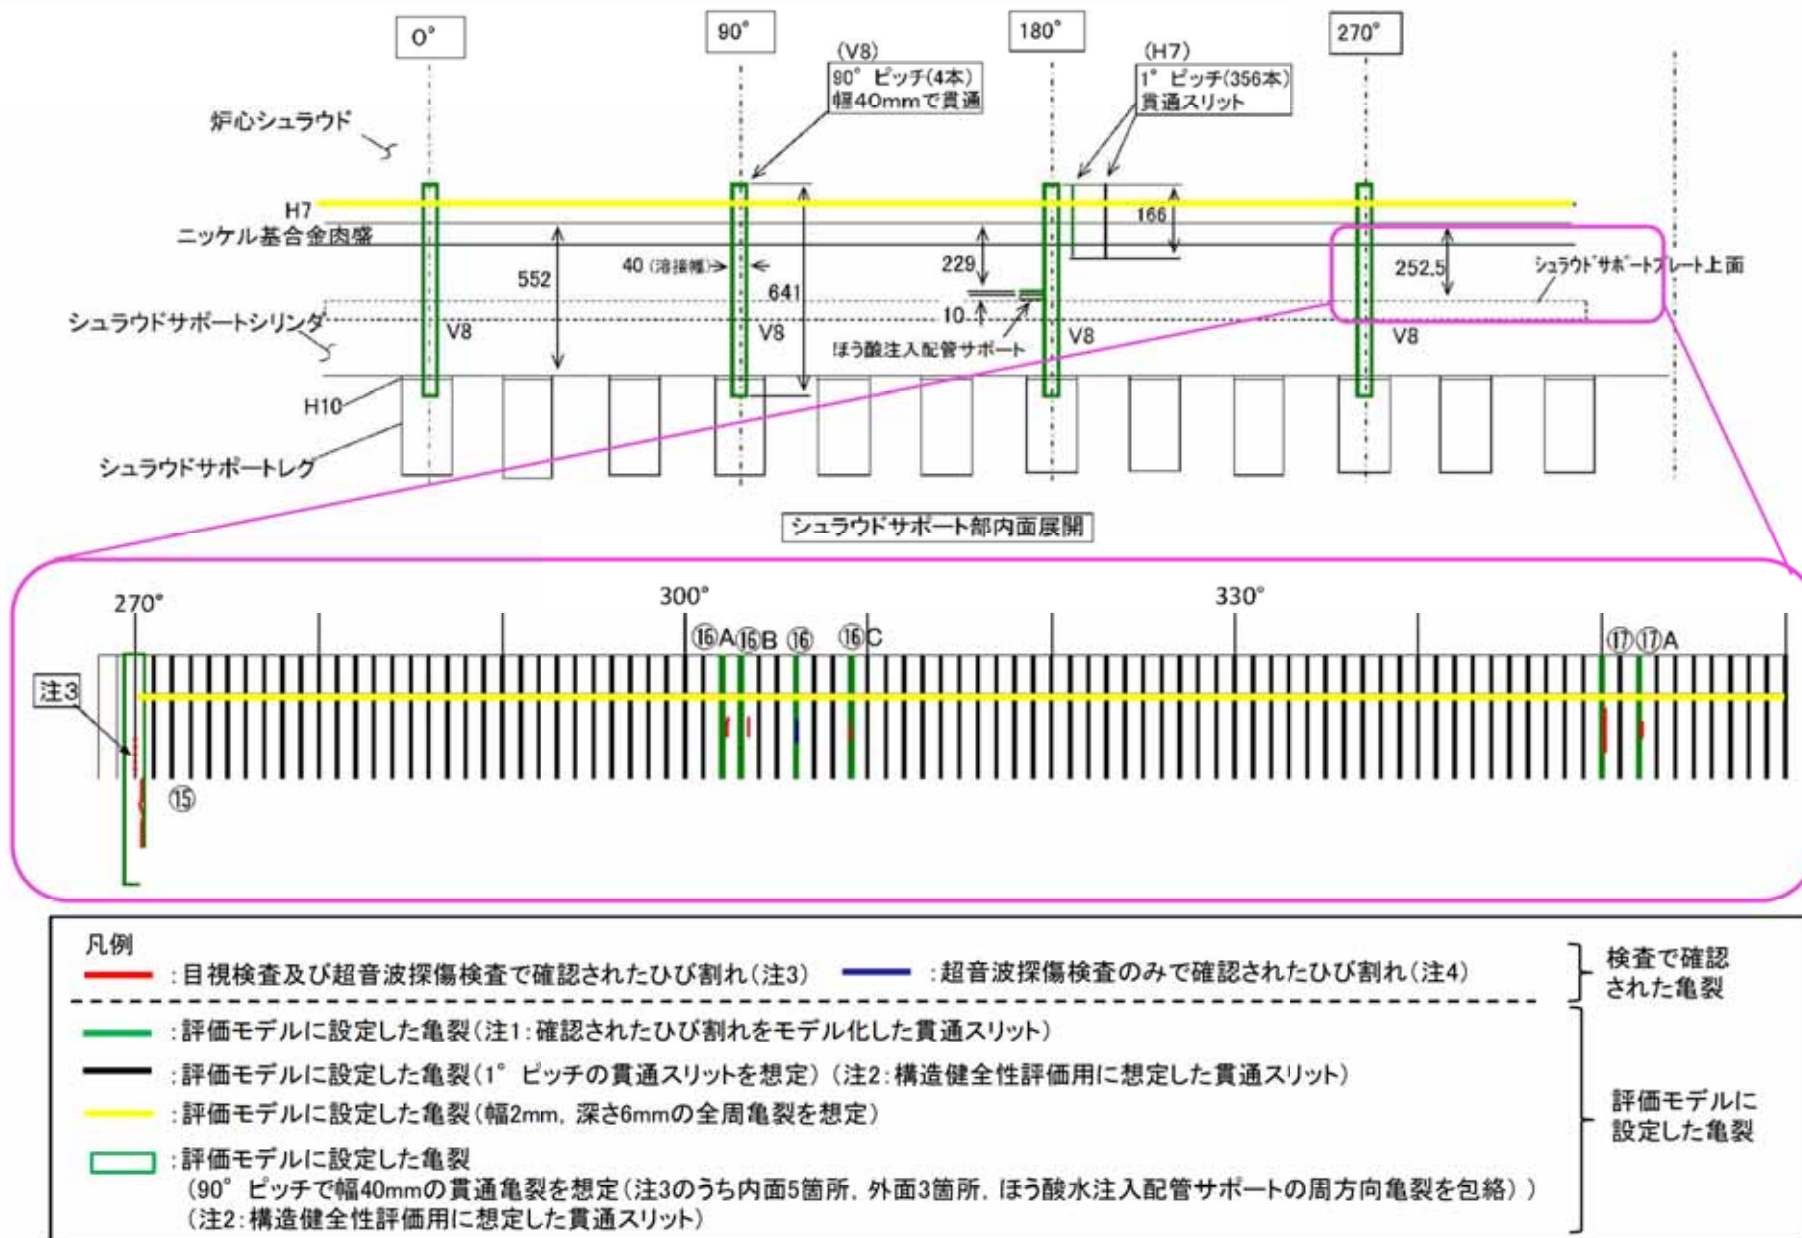 0°
90°
180°
270°
(V8)
90° ピッチ(4本)
幅40mmで貫通
(H7)
1° ピッチ(356本)
貫通スリット
炉心シュラウド
H7
ニッケル基合金肉盛
552
40 (溶接幅)
641
229
166
252.5
シュラウドサポートプレート上面
10
シュラウドサポートシリンダ
V8
V8
V8
V8
ほう酸注入配管サポート
H10
シュラウドサポートレグ
シュラウドサポート部内面展開
270°
300°
330°
⑯A
⑯B
⑯
⑯C
⑰
⑰A
注3
⑮
凡例
:目視検査及び超音波探傷検査で確認されたひび割れ(注3)
:超音波探傷検査のみで確認されたひび割れ(注4)
検査で確認
された亀裂
:評価モデルに設定した亀裂(注1:確認されたひび割れをモデル化した貫通スリット)
:評価モデルに設定した亀裂(1° ピッチの貫通スリットを想定) (注2:構造健全性評価用に想定した貫通スリット)
:評価モデルに設定した亀裂(幅2mm, 深さ6mmの全周亀裂を想定)
:評価モデルに設定した亀裂
(90° ピッチで幅40mmの貫通亀裂を想定(注3のうち内面5箇所, 外面3箇所, ほう酸水注入配管サポートの周方向亀裂を包絡) )
(注2:構造健全性評価用に想定した貫通スリット)
評価モデルに
設定した亀裂